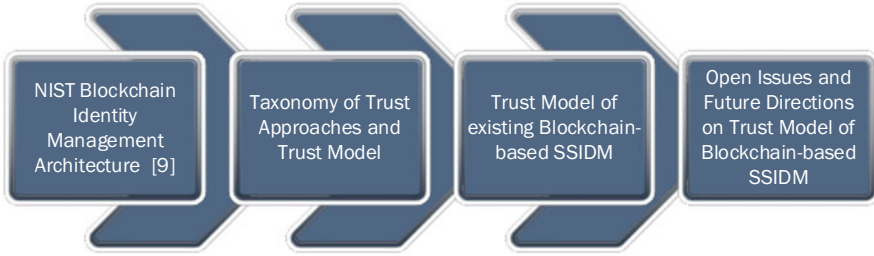 NIST Blockchain
Identity
Management
Architecture [9]
Taxonomy of Trust
Approaches and
Trust Model
Trust Model of
existing Blockchain-
based SSIDM
Open Issues and
Future Directions
on Trust Model of
Blockchain-based
SSIDM